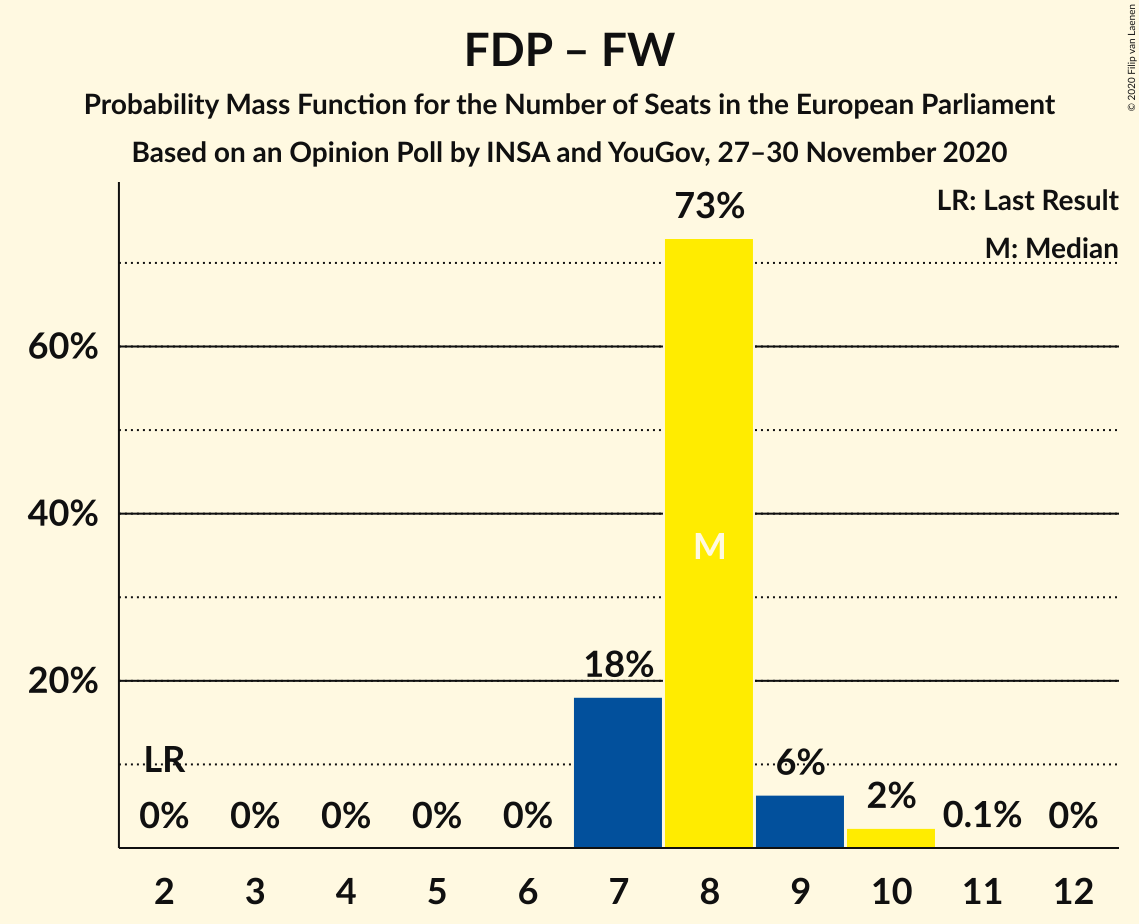 FDP – FW
Probability Mass Function for the Number of Seats in the European Parliament
Based on an Opinion Poll by INSA and YouGov, 27–30 November 2020
© 2020 Filip van Laenen
LR: Last Result
M: Median
73%
60%
40%
M
18%
20%
LR
6%
2%
0% 0% 0% 0% 0% 0.1% 0%
2 3 4 5 6 7 8 9 10 11 12